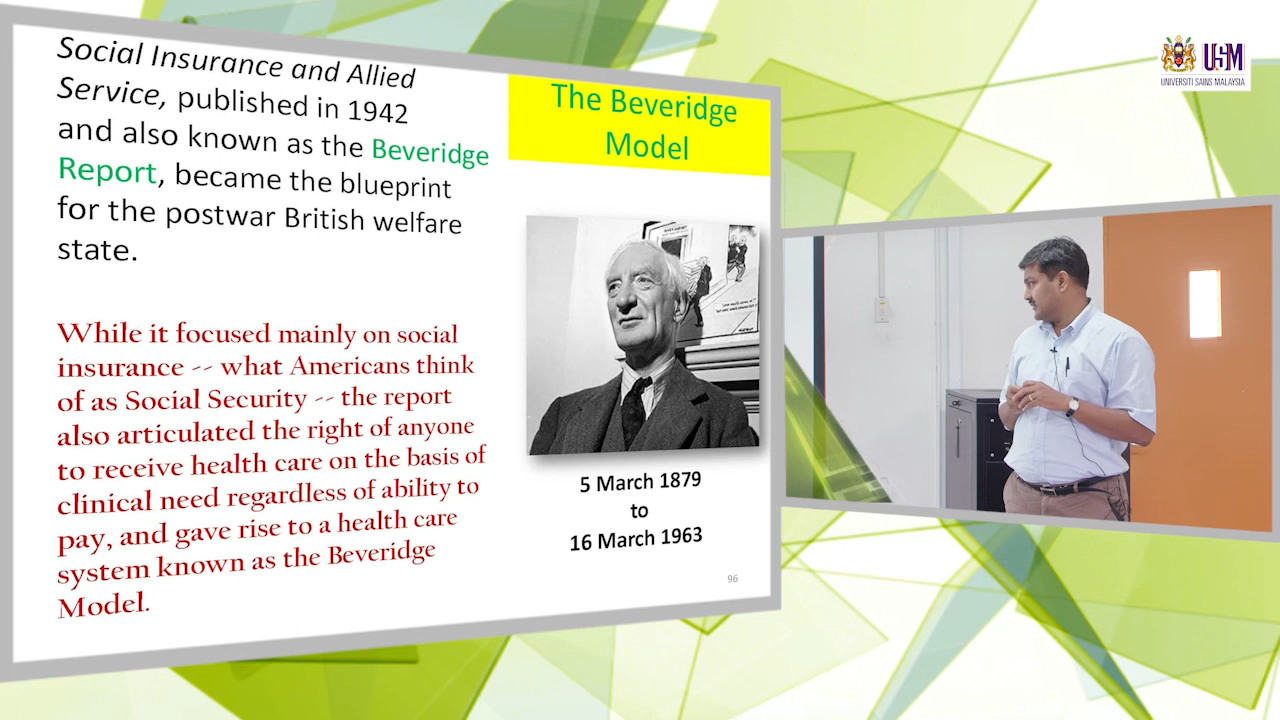 Social Insurance and Allied
Service, published in 1942
and also known as the Beveridge
Report, became the blueprint
for the postwar British welfare
state.
While it focused mainly on social
insurance -- what Americans think
of as Social Security -- the report
also articulated the right of anyone
to receive health care on the basis of
clinical need regardless of ability to
pay, and gave rise to a health care
system known as the Beveridge
Model.
The Beveridge
Model
5 March 1879
to
16 March 1963
96
USM
UNIVERSITI SAINS MALAYSIA